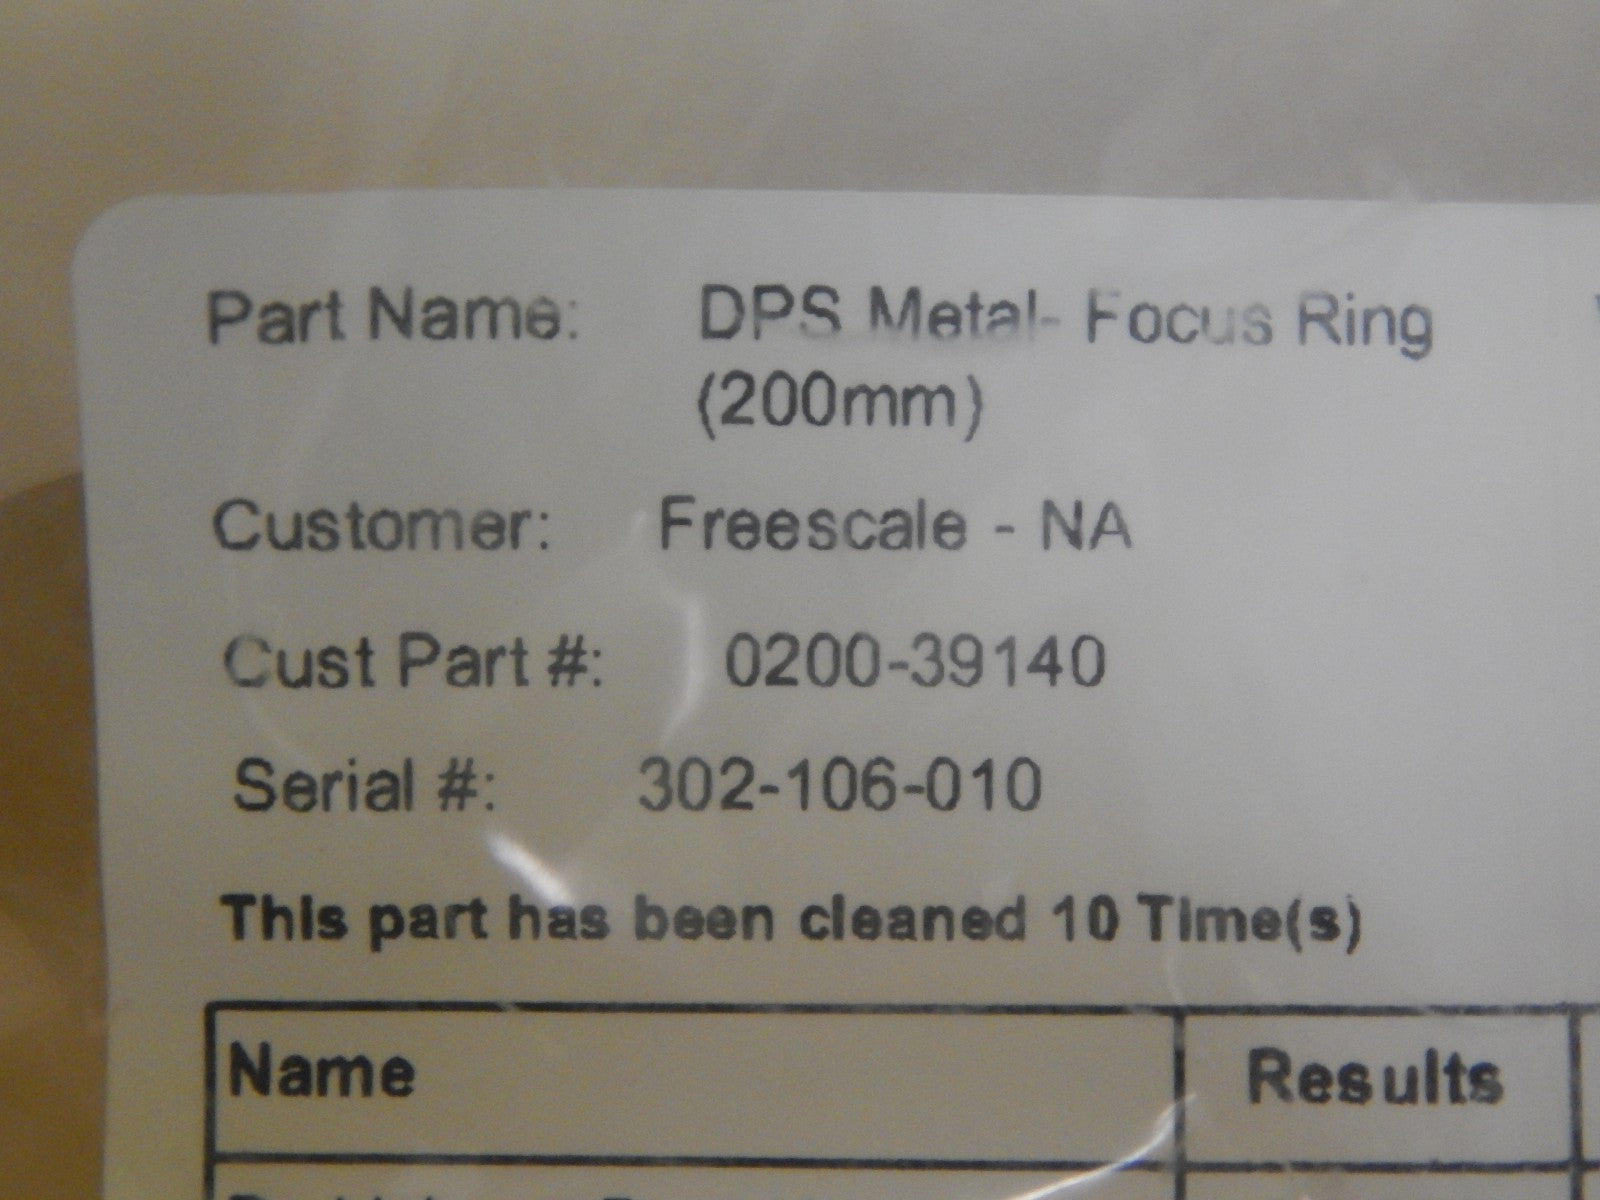 Part Name: DPS Metal- Focus Ring
(200mm)
Customer: Freescale - NA
Cust Part #: 0200-39140
Serial #: 302-106-010
This part has been cleaned 10 Time(s)
Name Results